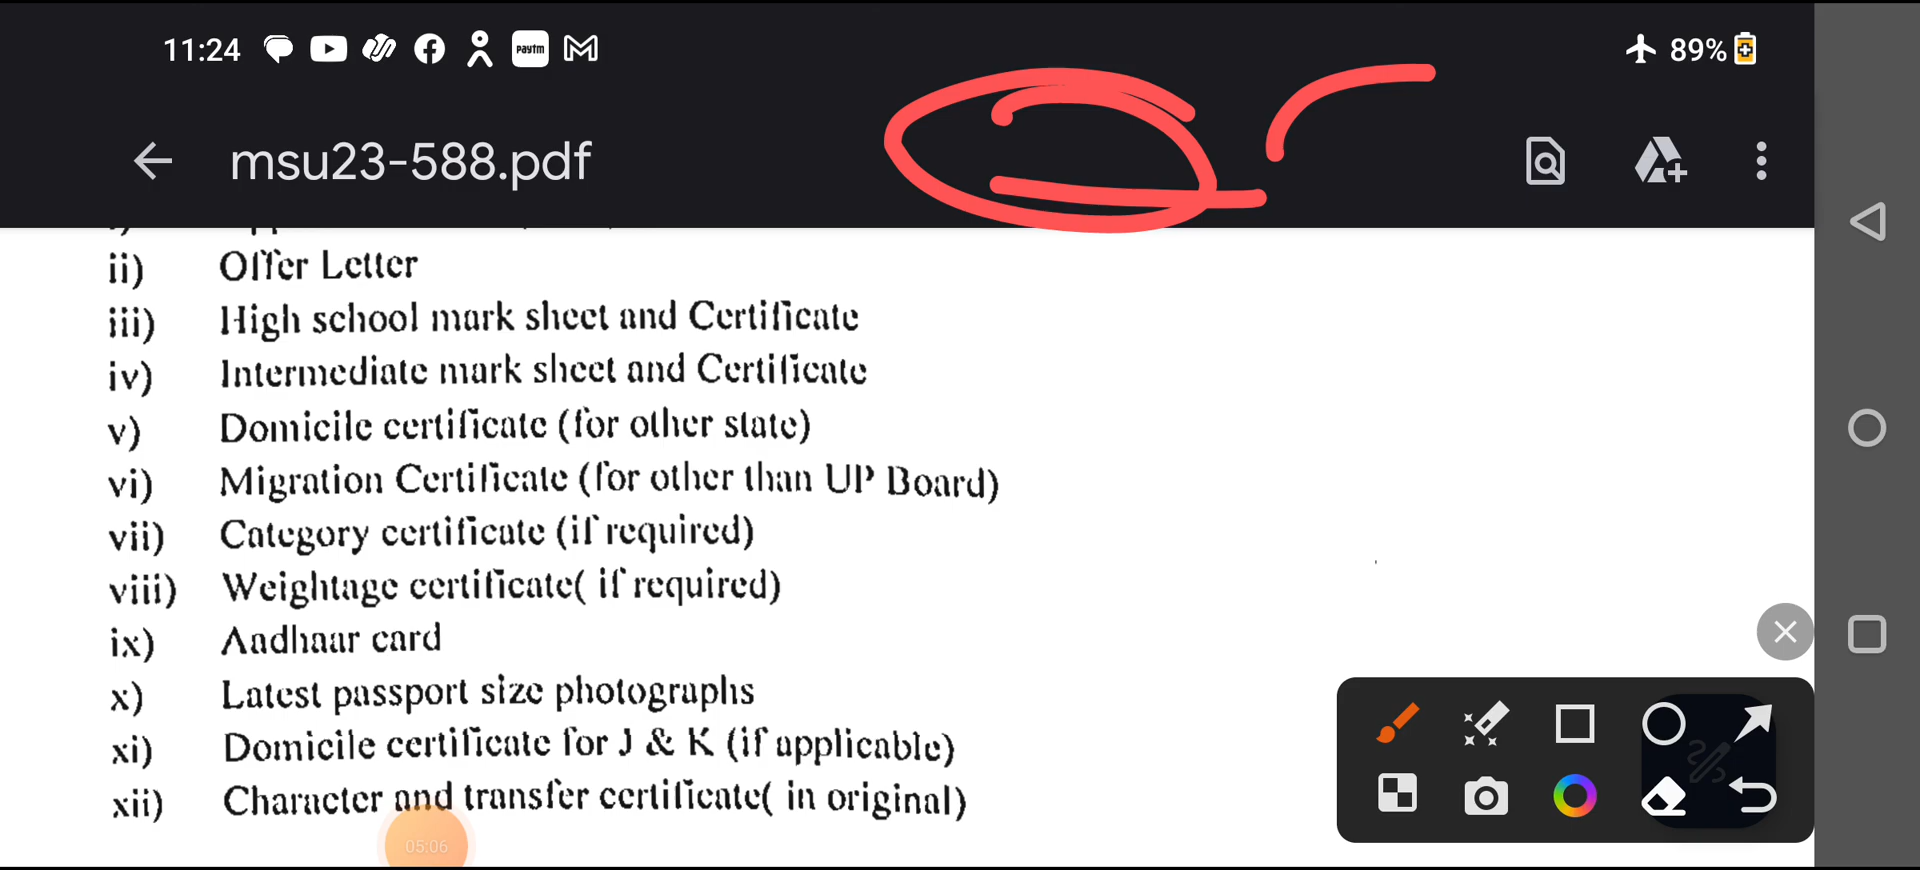 11:24 paytm 89%
msu23-588.pdf
ii) Offer Letter
iii) High school mark sheet and Certificate
iv) Intermediate mark sheet and Certificate
v) Domicile certificate (for other state)
vi) Migration Certificate (for other than UP Board)
vii) Category certificate (if required)
viii) Weightage certificate( if required)
ix) Aadhaar card
x) Latest passport size photographs
xi) Domicile certificate for J & K (if applicable)
xii) Character and transfer certificate( in original)
05:06